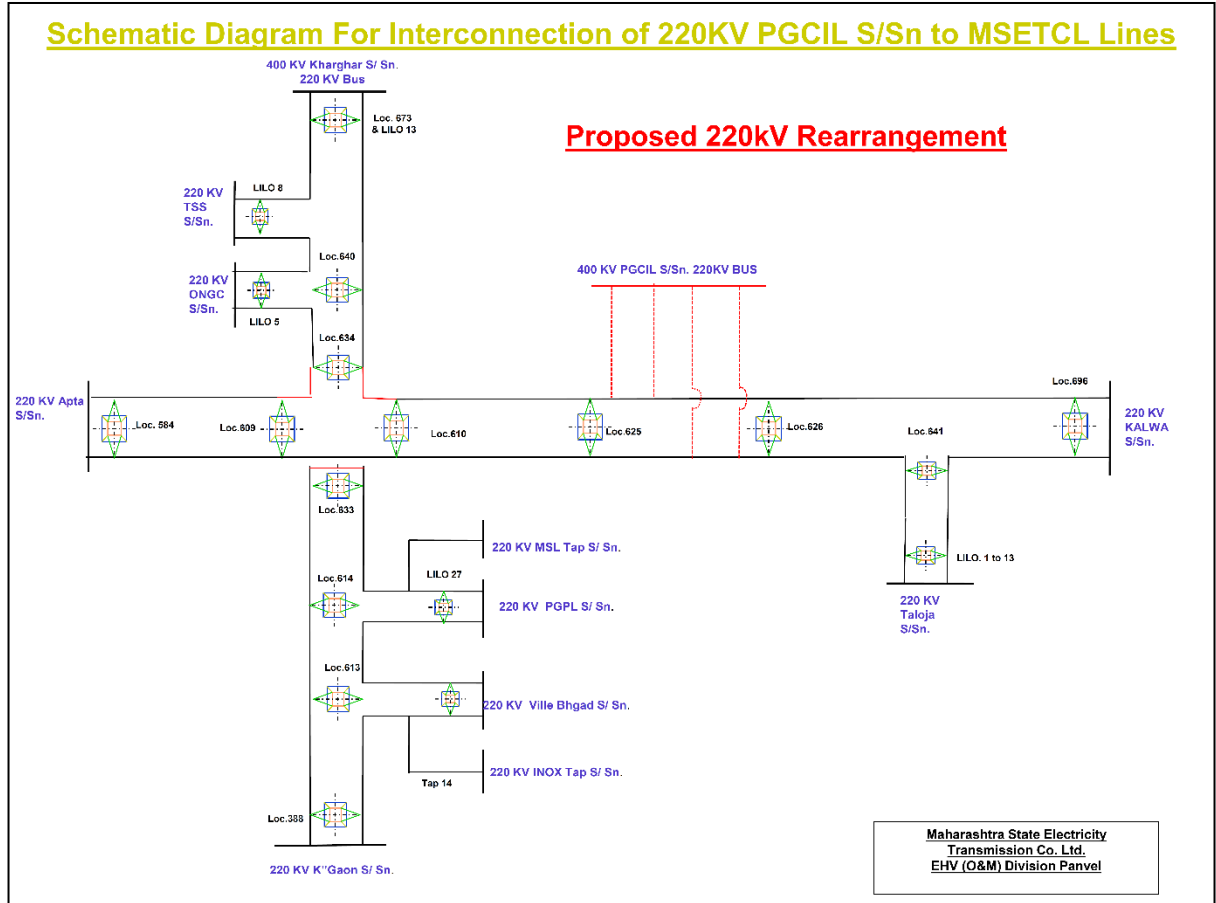 Schematic Diagram For Interconnection of 220KV PGCIL S/Sn to MSETCL Lines
400 KV Kharghar S/ Sn.
220 KV Bus
Loc. 673
& LILO 13
Proposed 220kV Rearrangement
LILO 8
220 KV
TSS
S/Sn.
Loc.640
400 KV PGCIL S/Sn. 220KV BUS
220 KV
ONGC
S/Sn.
LILO 5
Loc.634
Loc.696
220 KV Apta
S/Sn.
Loc. 584
Loc.609
Loc.610
Loc.625
Loc.626
Loc.641
220 KV
KALWA
S/Sn.
Loc.633
220 KV MSL Tap S/ Sn.
LILO. 1 to 13
Loc.614
LILO 27
220 KV PGPL S/ Sn.
220 KV
Taloja
S/Sn.
Loc.613
220 KV Ville Bhgad S/ Sn.
220 KV INOX Tap S/ Sn.
Tap 14
Loc.388
220 KV K"Gaon S/ Sn.
Maharashtra State Electricity
Transmission Co. Ltd.
EHV (O&M) Division Panvel